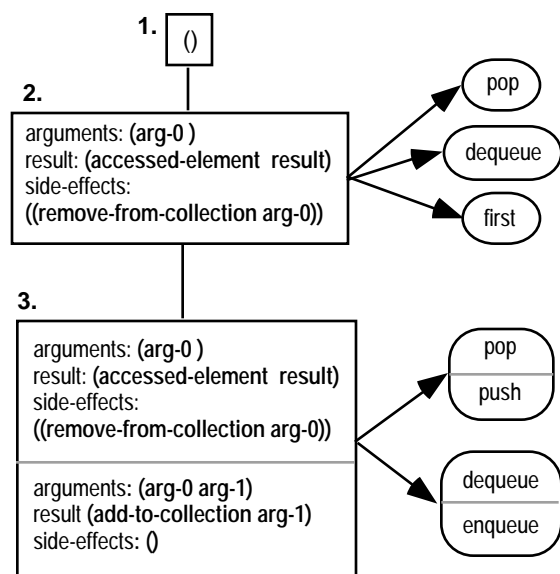 1.
()
2.
arguments: (arg-0 )
result: (accessed-element result)
side-effects:
((remove-from-collection arg-0))
pop
dequeue
first
3.
arguments: (arg-0 )
result: (accessed-element result)
side-effects:
((remove-from-collection arg-0))
arguments: (arg-0 arg-1)
result (add-to-collection arg-1)
side-effects: ()
pop
push
dequeue
enqueue